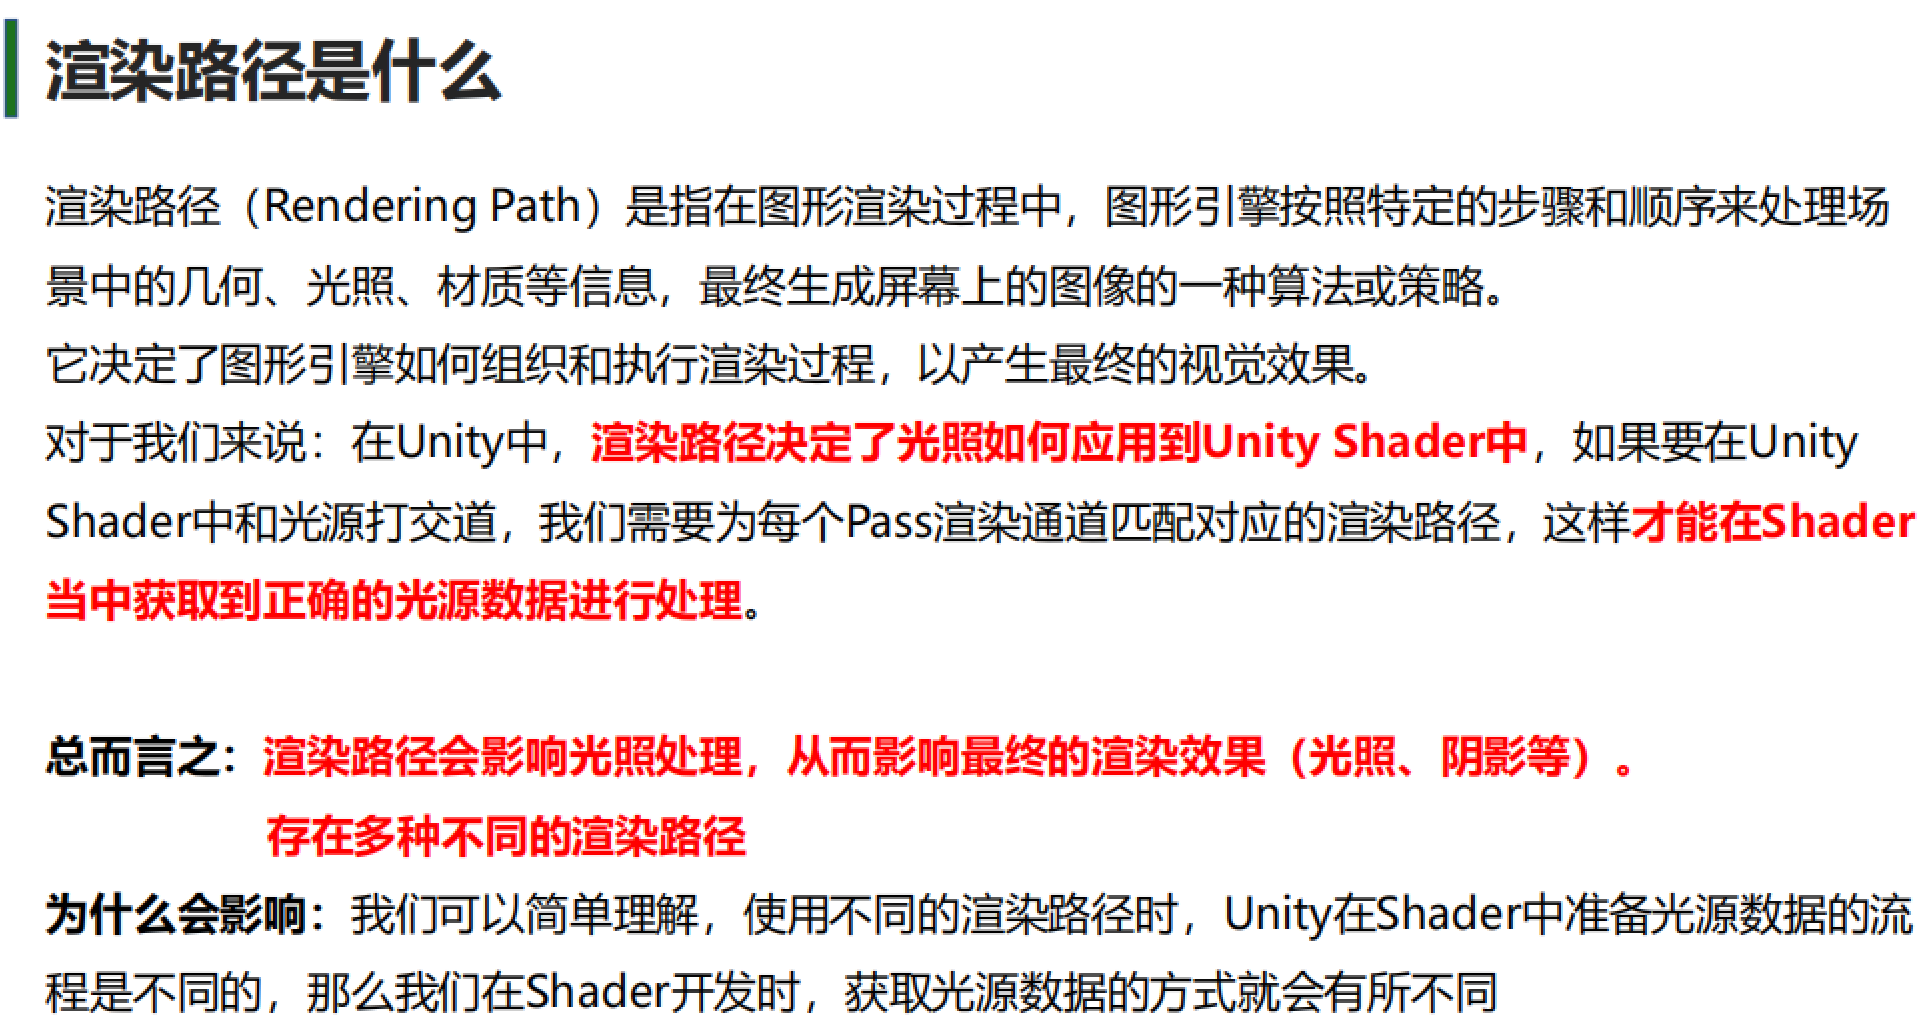 渲染路径是什么
渲染路径（Rendering Path）是指在图形渲染过程中，图形引擎按照特定的步骤和顺序来处理场
景中的几何、光照、材质等信息，最终生成屏幕上的图像的一种算法或策略。
它决定了图形引擎如何组织和执行渲染过程，以产生最终的视觉效果。
对于我们来说：在Unity中，渲染路径决定了光照如何应用到Unity Shader中，如果要在Unity
Shader中和光源打交道，我们需要为每个Pass渲染通道匹配对应的渲染路径，这样才能在Shader
当中获取到正确的光源数据进行处理。
总而言之：渲染路径会影响光照处理，从而影响最终的渲染效果（光照、阴影等）。
存在多种不同的渲染路径
为什么会影响：我们可以简单理解，使用不同的渲染路径时，Unity在Shader中准备光源数据的流
程是不同的，那么我们在Shader开发时，获取光源数据的方式就会有所不同